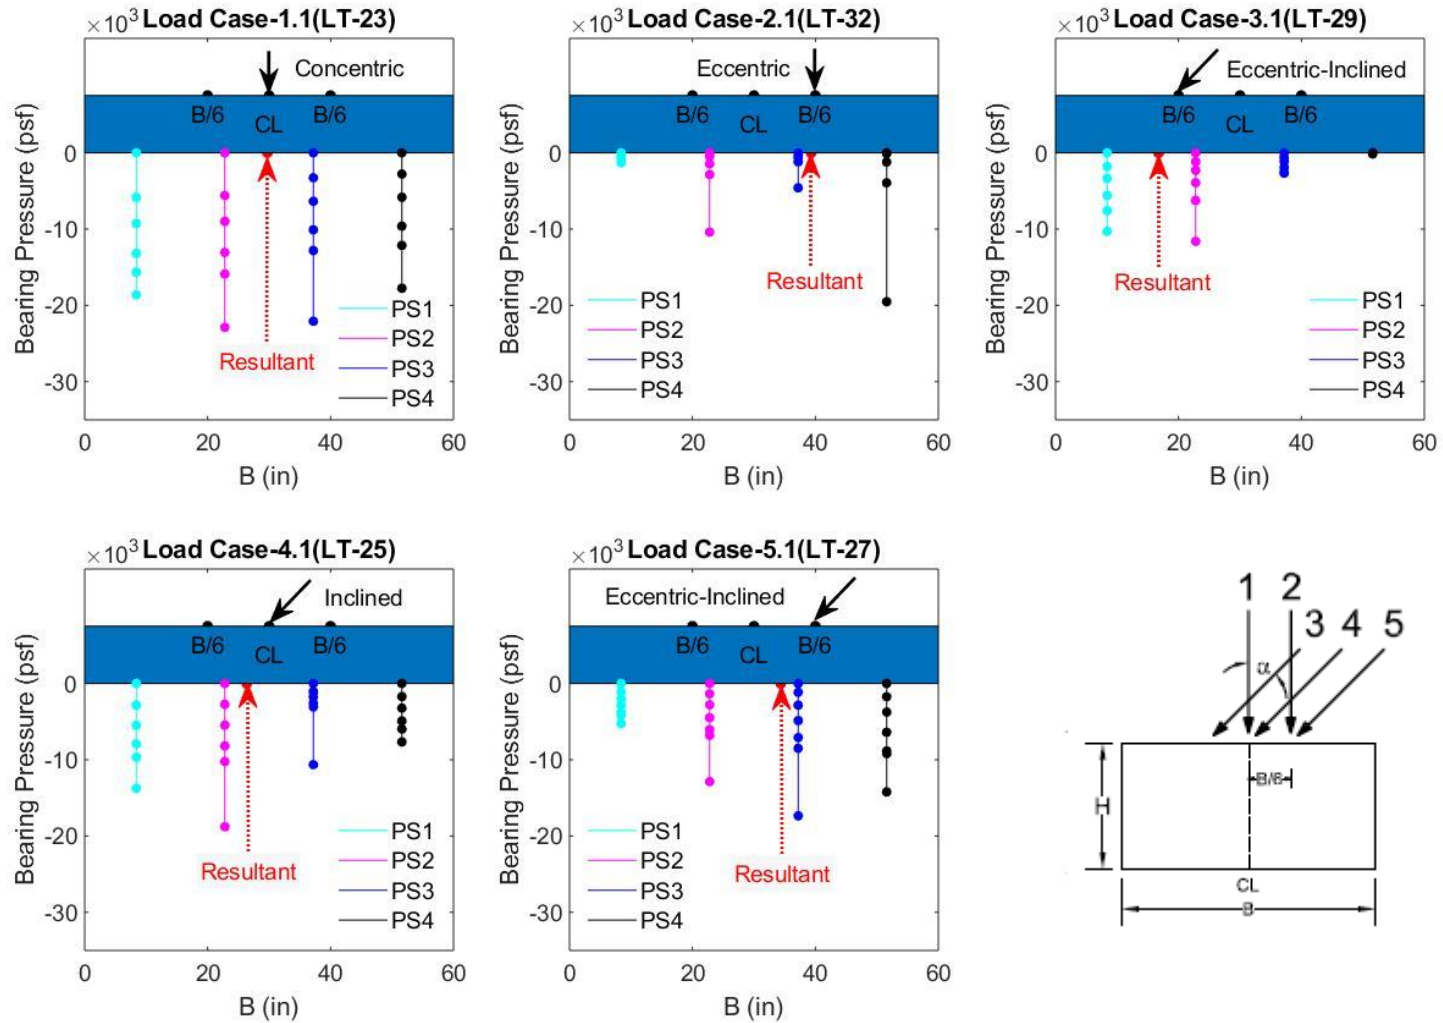 ×10³ Load Case-1.1(LT-23)
Concentric
B/6 CL B/6
Bearing Pressure (psf)
0
-10
-20
-30
Resultant
PS1
PS2
PS3
PS4
0 20 40 60
B (in)
×10³ Load Case-2.1(LT-32)
Eccentric
B/6 CL B/6
Bearing Pressure (psf)
0
-10
-20
-30
Resultant
PS1
PS2
PS3
PS4
0 20 40 60
B (in)
×10³ Load Case-3.1(LT-29)
Eccentric-Inclined
B/6 CL B/6
Bearing Pressure (psf)
0
-10
-20
-30
Resultant
PS1
PS2
PS3
PS4
0 20 40 60
B (in)
×10³ Load Case-4.1(LT-25)
Inclined
B/6 CL B/6
Bearing Pressure (psf)
0
-10
-20
-30
Resultant
PS1
PS2
PS3
PS4
0 20 40 60
B (in)
×10³ Load Case-5.1(LT-27)
Eccentric-Inclined
B/6 CL B/6
Bearing Pressure (psf)
0
-10
-20
-30
Resultant
PS1
PS2
PS3
PS4
0 20 40 60
B (in)
1 2
3 4 5
α
B/6
H
CL
B